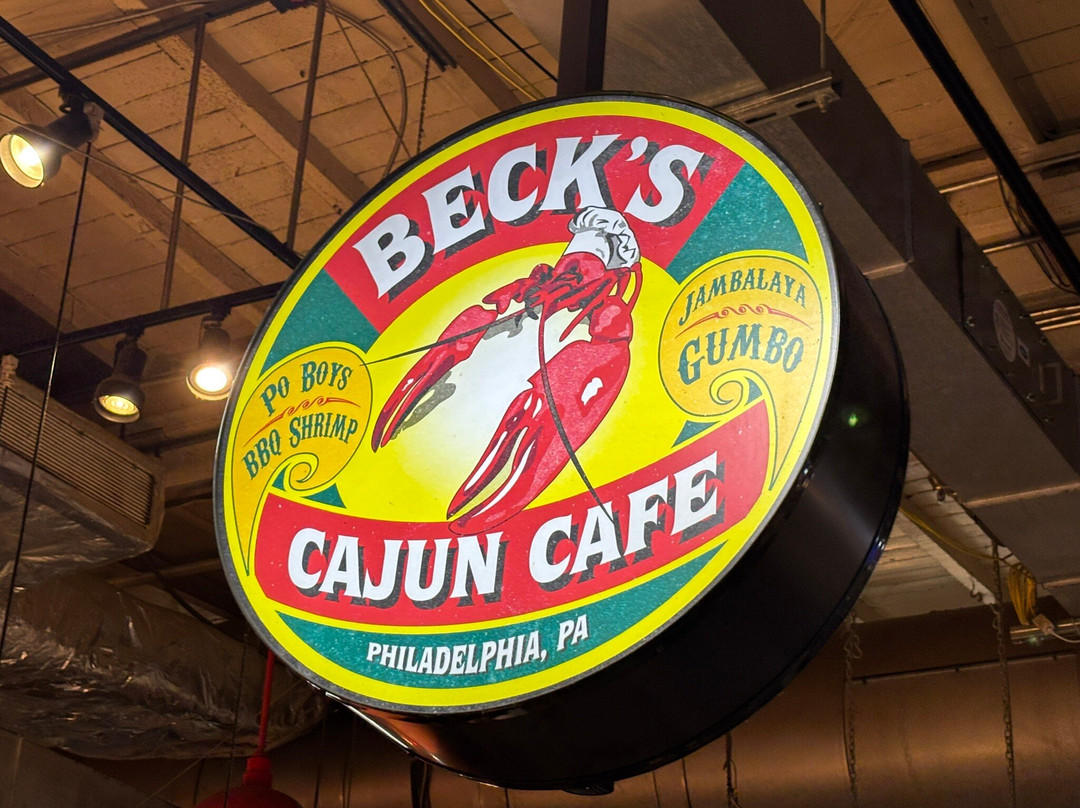 BECK'S
JAMBALAYA
GUMBO
PO BOYS
BBQ SHRIMP
CAJUN CAFE
PHILADELPHIA, PA